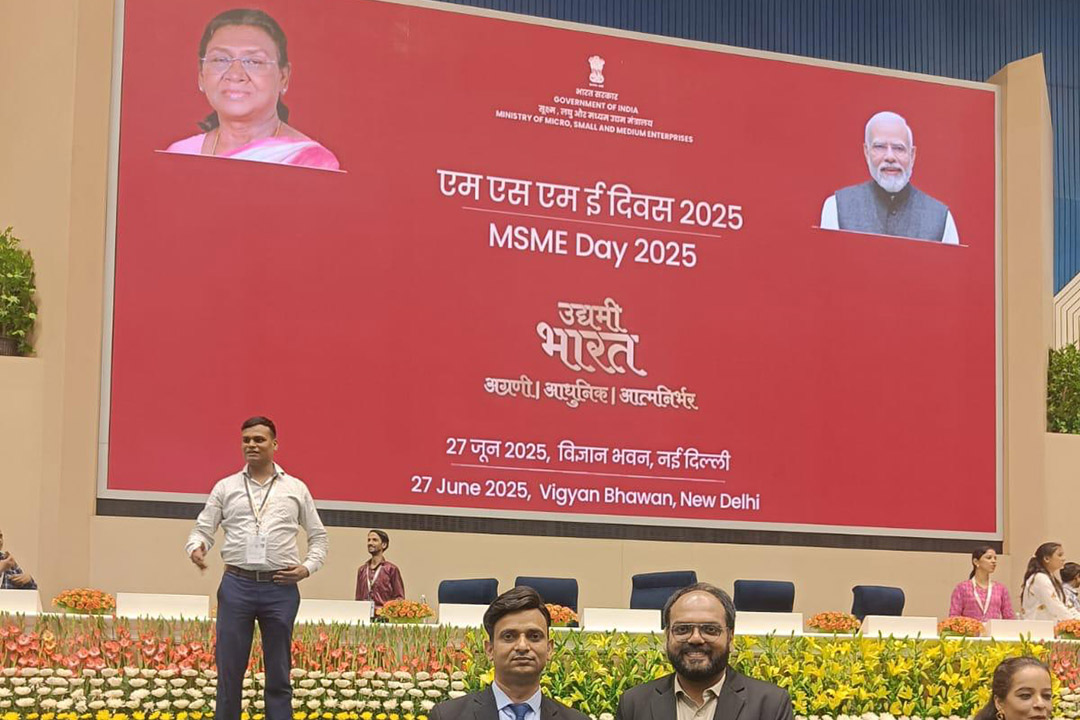 भारत सरकार
GOVERNMENT OF INDIA
सूक्ष्म, लघु और मध्यम उद्यम मंत्रालय
MINISTRY OF MICRO, SMALL AND MEDIUM ENTERPRISES
एम एस एम ई दिवस 2025
MSME Day 2025
उद्यमी
भारत
अग्रणी | आधुनिक | आत्मनिर्भर
27 जून 2025, विज्ञान भवन, नई दिल्ली
27 June 2025, Vigyan Bhawan, New Delhi